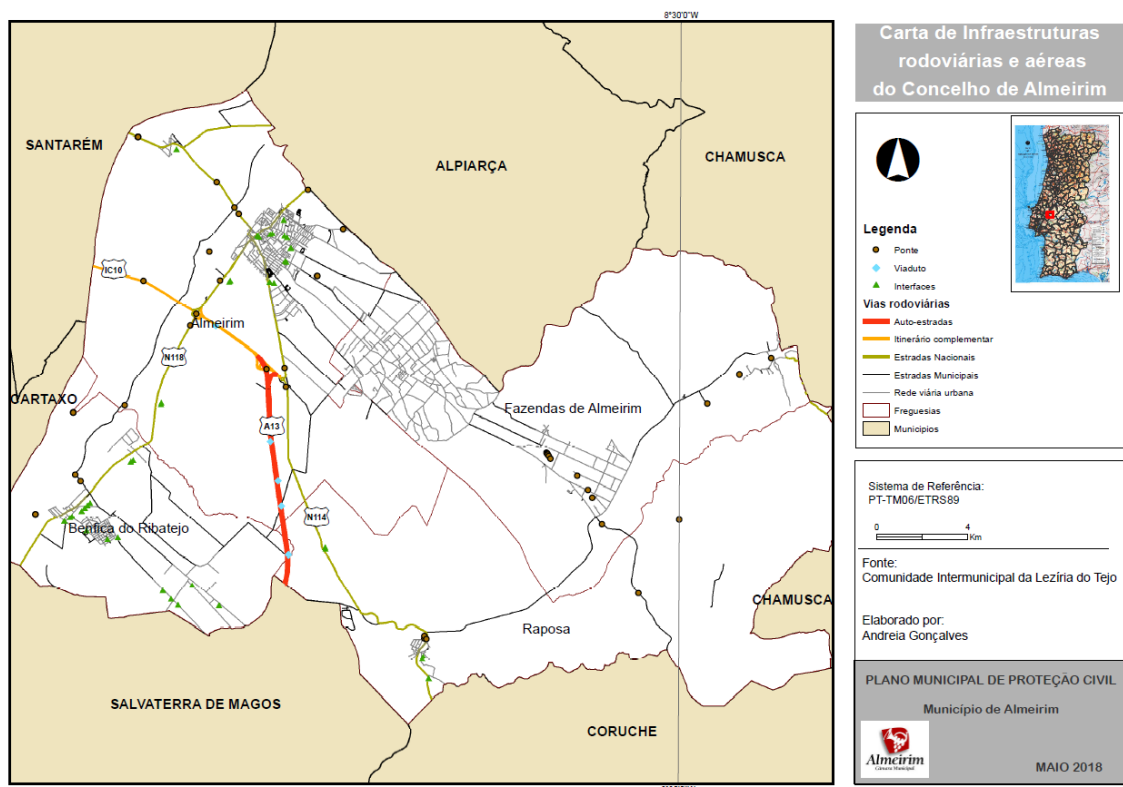 8°30'0"W
SANTARÉM
ALPIARÇA
CHAMUSCA
IC10
Almeirim
N118
CARTAXO
A13
Fazendas de Almeirim
N114
Benfica do Ribatejo
CHAMUSCA
Raposa
SALVATERRA DE MAGOS
CORUCHE
Carta de Infraestruturas
rodoviárias e aéreas
do Concelho de Almeirim
Legenda
Ponte
Viaduto
Interfaces
Vias rodoviárias
Auto-estradas
Itinerário complementar
Estradas Nacionais
Estradas Municipais
Rede viária urbana
Freguesias
Municipios
Sistema de Referência:
PT-TM06/ETRS89
0 4
Km
Fonte:
Comunidade Intermunicipal da Lezíria do Tejo
Elaborado por:
Andreia Gonçalves
PLANO MUNICIPAL DE PROTEÇÃO CIVIL
Município de Almeirim
Almeirim
Câmara Municipal
MAIO 2018